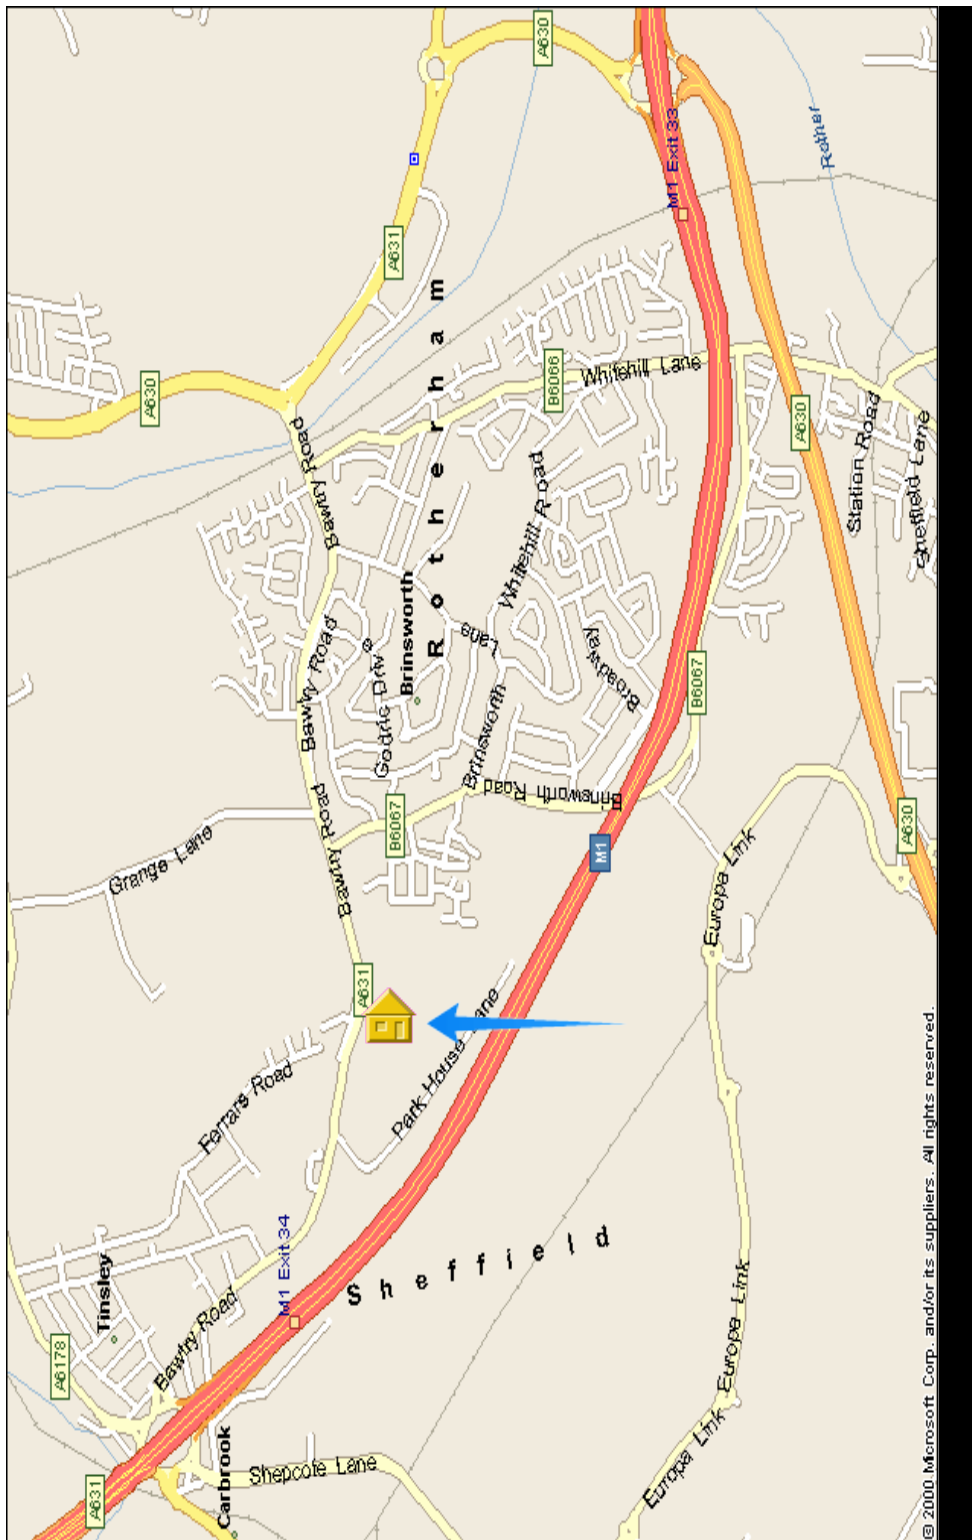 A630
A630
A631
A630
M1 Exit 33
Rother
Rotherham
B6066
Whitehill Lane
A630
Station Road
Sheffield Lane
Bawtry Road
Bawtry Road
Whitehill Road
Brinsworth
Godric Drive
Brinsworth Lane
Broadway
B6067
Bawtry Road
Grange Lane
B6067
Brinsworth Road
M1
Europa Link
A630
A631
Ferrars Road
Park House Lane
Tinsley
M1 Exit 34
Sheffield
Bawtry Road
A6178
Europa Link
Europa Link
A631
Carbrook
Shepcote Lane
© 2000 Microsoft Corp. and/or its suppliers. All rights reserved.